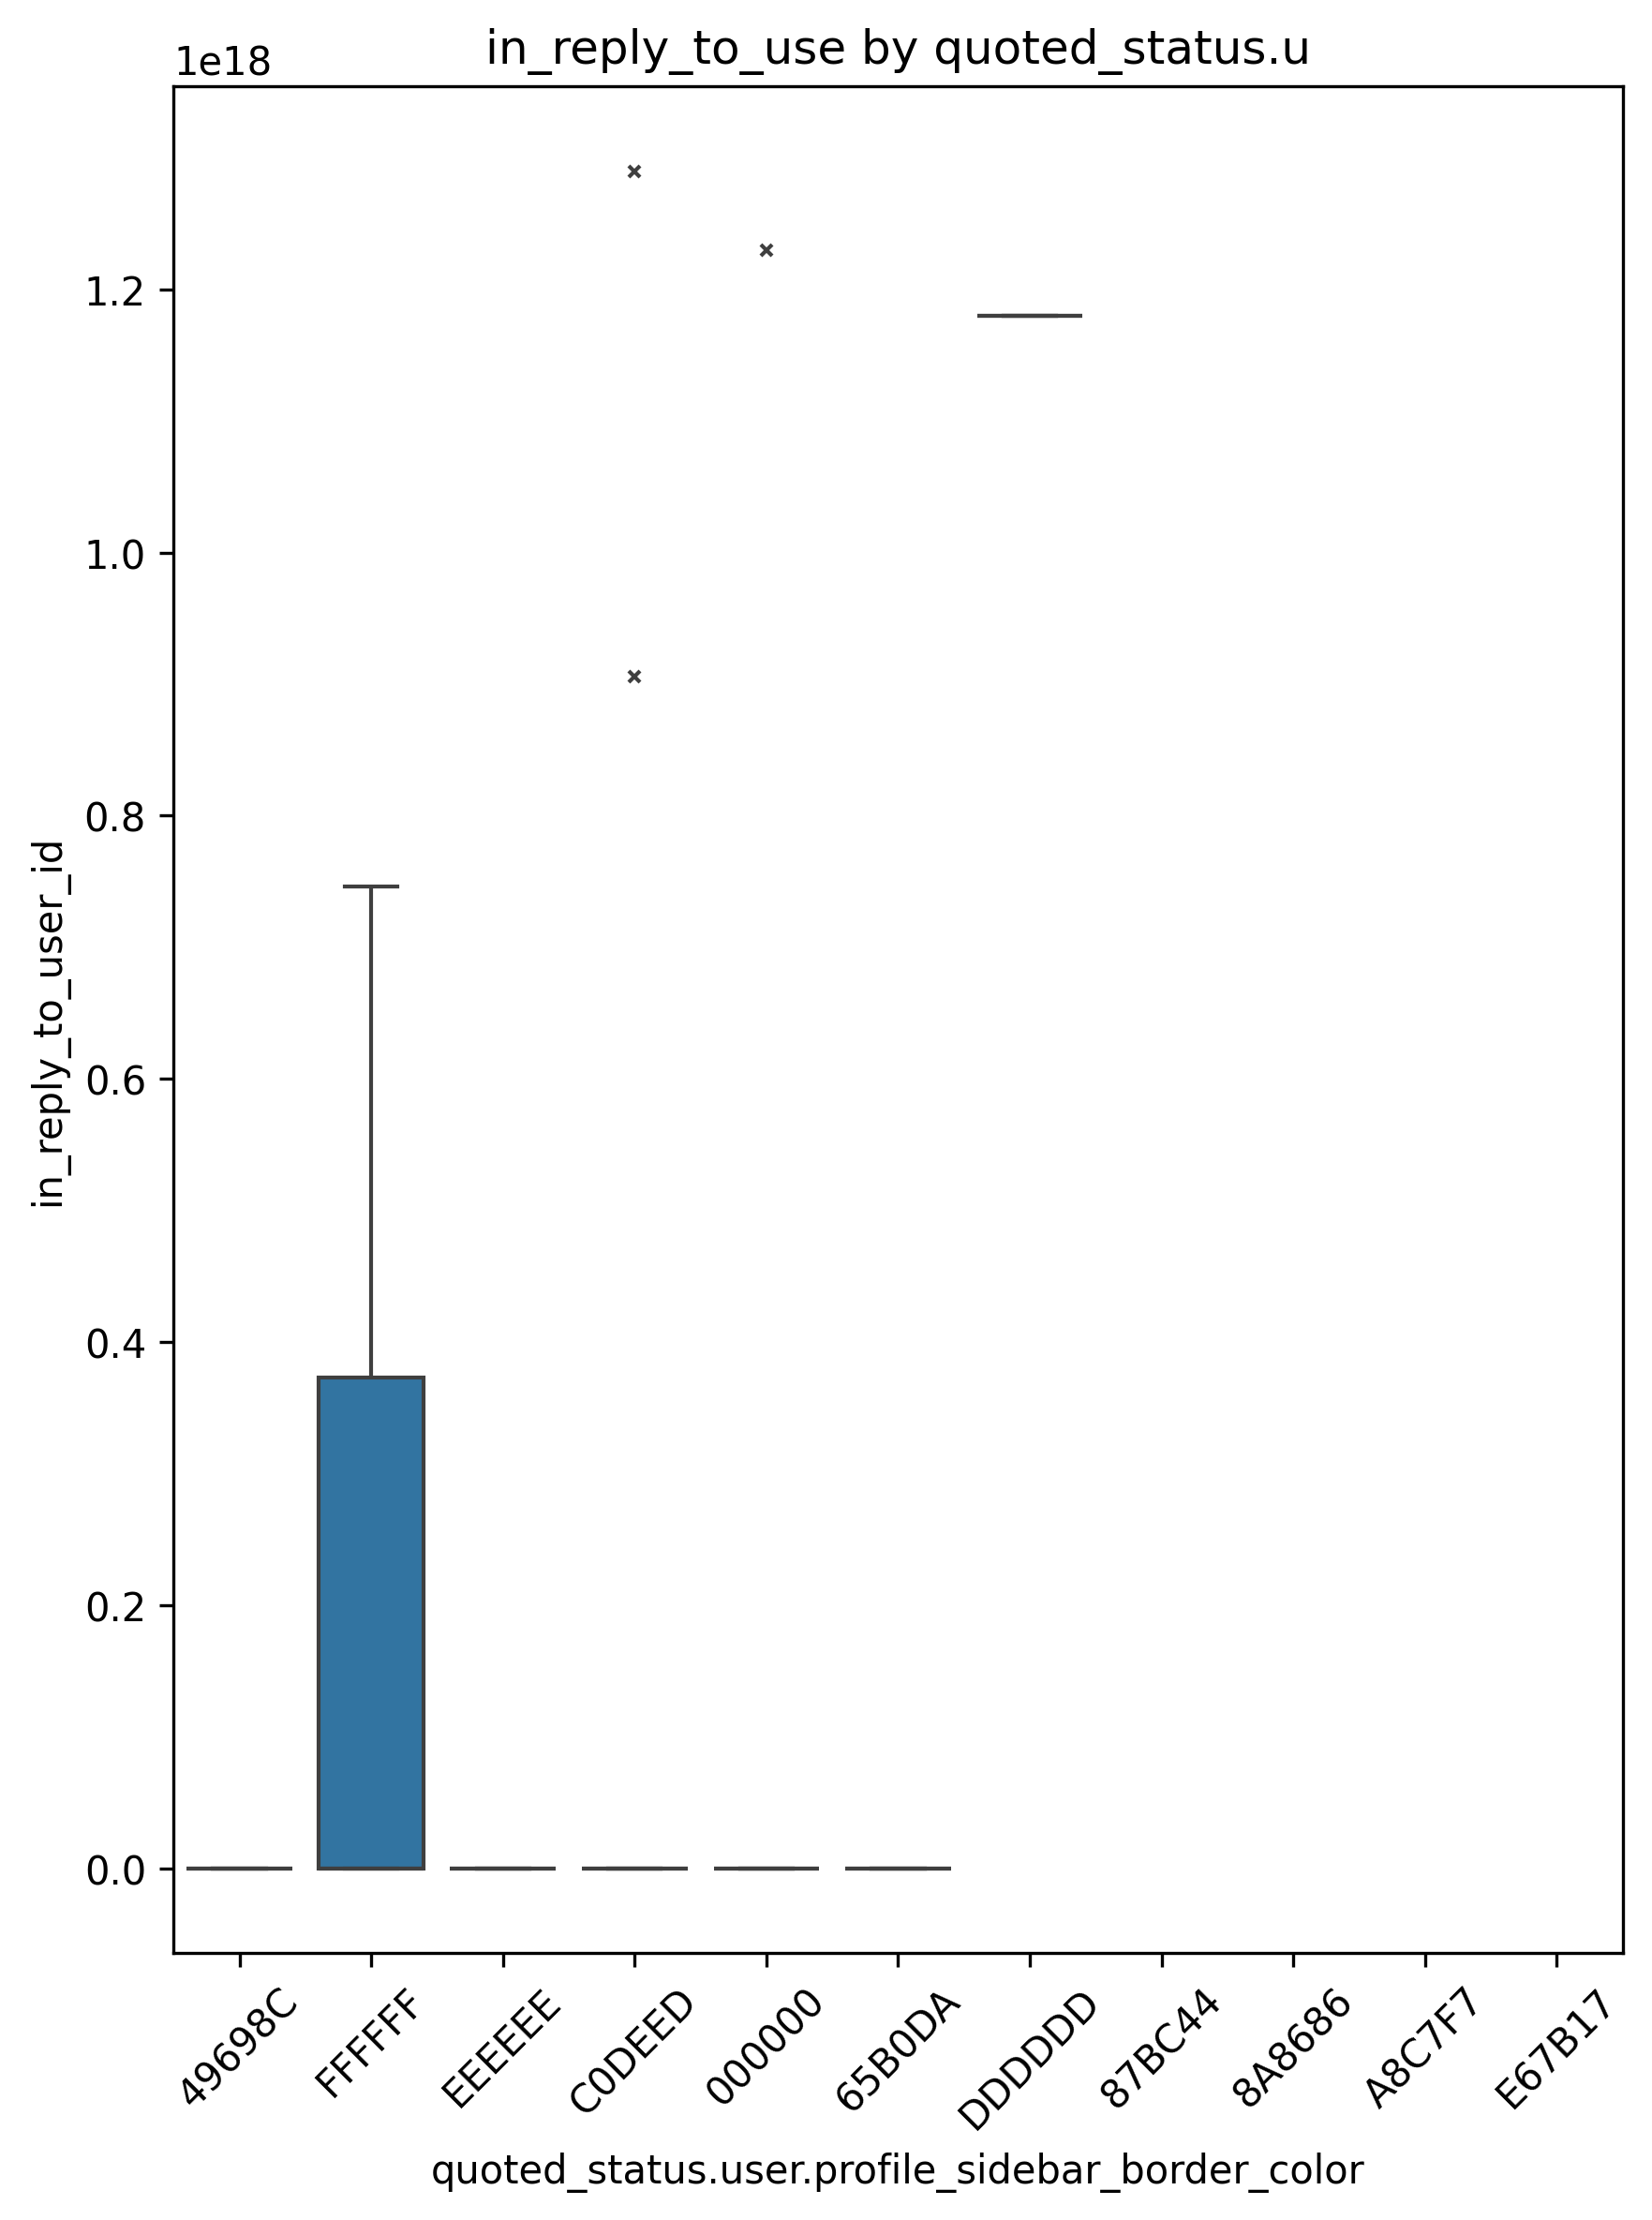 in_reply_to_use by quoted_status.u
1e18
1.2
1.0
0.8
0.6
0.4
0.2
0.0
in_reply_to_user_id
49698C
FFFFFF
EEEEEE
C0DEED
000000
65B0DA
DDDDDD
87BC44
8A8686
A8C7F7
E67B17
quoted_status.user.profile_sidebar_border_color